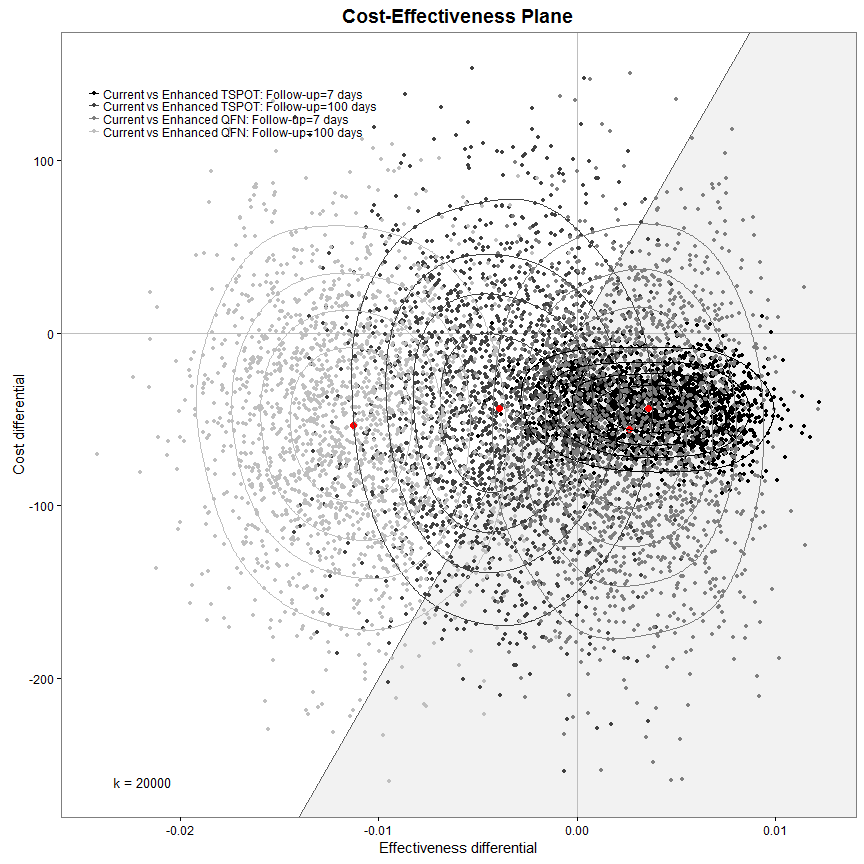 Cost-Effectiveness Plane
Current vs Enhanced TSPOT: Follow-up=7 days
Current vs Enhanced TSPOT: Follow-up=100 days
Current vs Enhanced QFN: Follow-up=7 days
Current vs Enhanced QFN: Follow-up=100 days
100
0
-100
-200
Cost differential
k = 20000
-0.02
-0.01
0.00
0.01
Effectiveness differential